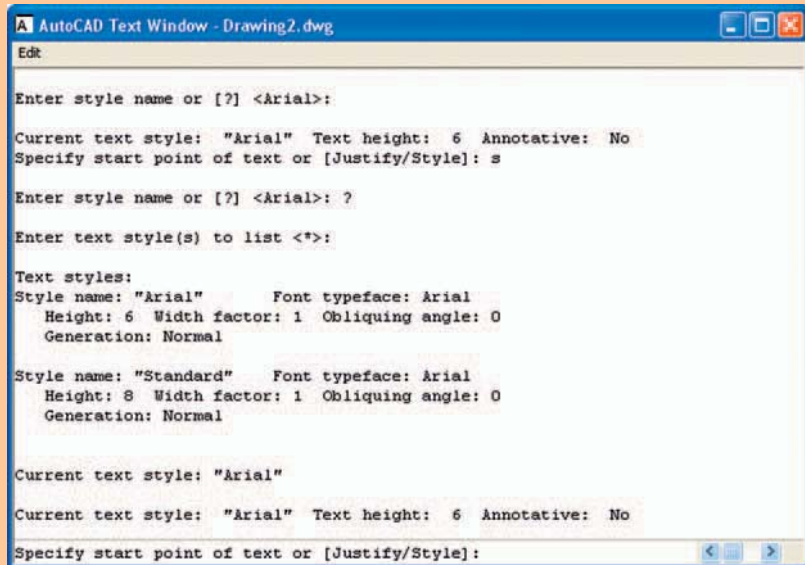 A AutoCAD Text Window - Drawing2.dwg
Edit
Enter style name or [?] <Arial>:
Current text style:  "Arial"  Text height:  6  Annotative:  No
Specify start point of text or [Justify/Style]: s
Enter style name or [?] <Arial>: ?
Enter text style(s) to list <*>:
Text styles:
Style name: "Arial"      Font typeface: Arial
   Height: 6  Width factor: 1  Obliquing angle: 0
   Generation: Normal
Style name: "Standard"   Font typeface: Arial
   Height: 8  Width factor: 1  Obliquing angle: 0
   Generation: Normal
Current text style: "Arial"
Current text style:  "Arial"  Text height:  6  Annotative:  No
Specify start point of text or [Justify/Style]: